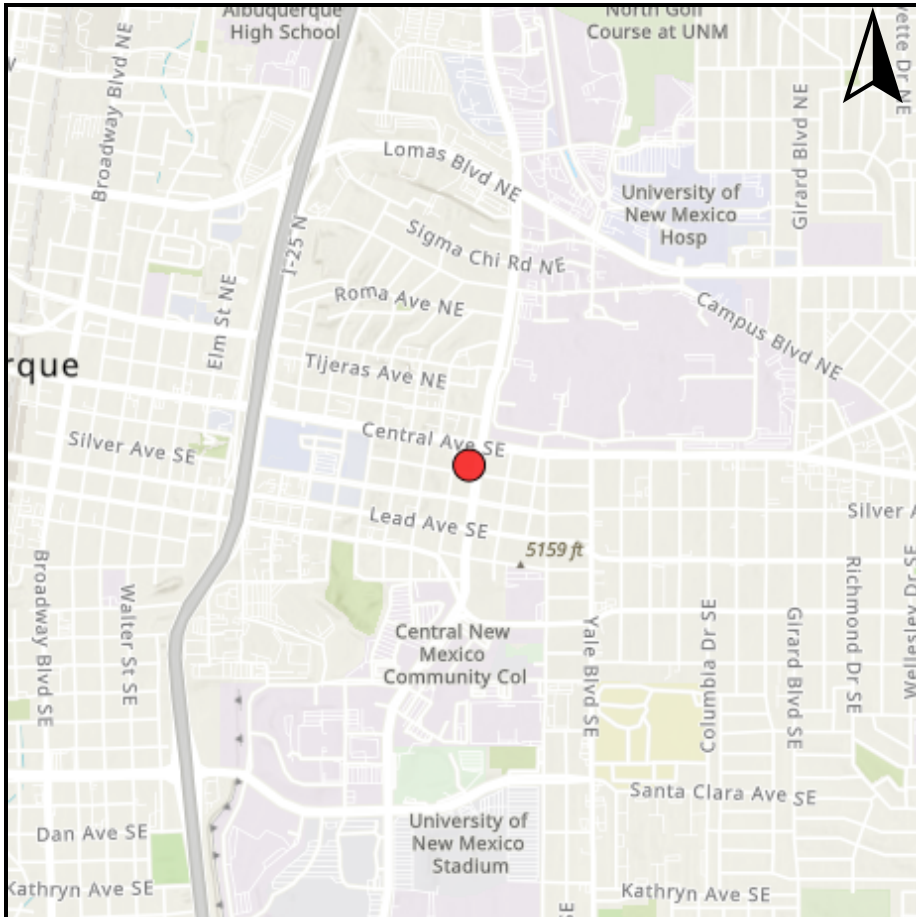 Albuquerque
High School
North Golf
Course at UNM
Broadway Blvd NE
Lomas Blvd NE
Girard Blvd NE
University of
New Mexico
Hosp
Sigma Chi Rd NE
I-25 N
Elm St NE
Roma Ave NE
Campus Blvd NE
rque
Tijeras Ave NE
Central Ave SE
Silver Ave SE
Silver A
Lead Ave SE
5159 ft
Broadway Blvd SE
Walter St SE
Central New
Mexico
Community Col
Yale Blvd SE
Columbia Dr SE
Girard Blvd SE
Richmond Dr SE
Wellesley Dr SE
Santa Clara Ave SE
University of
New Mexico
Stadium
Dan Ave SE
Kathryn Ave SE
Kathryn Ave SE
SE